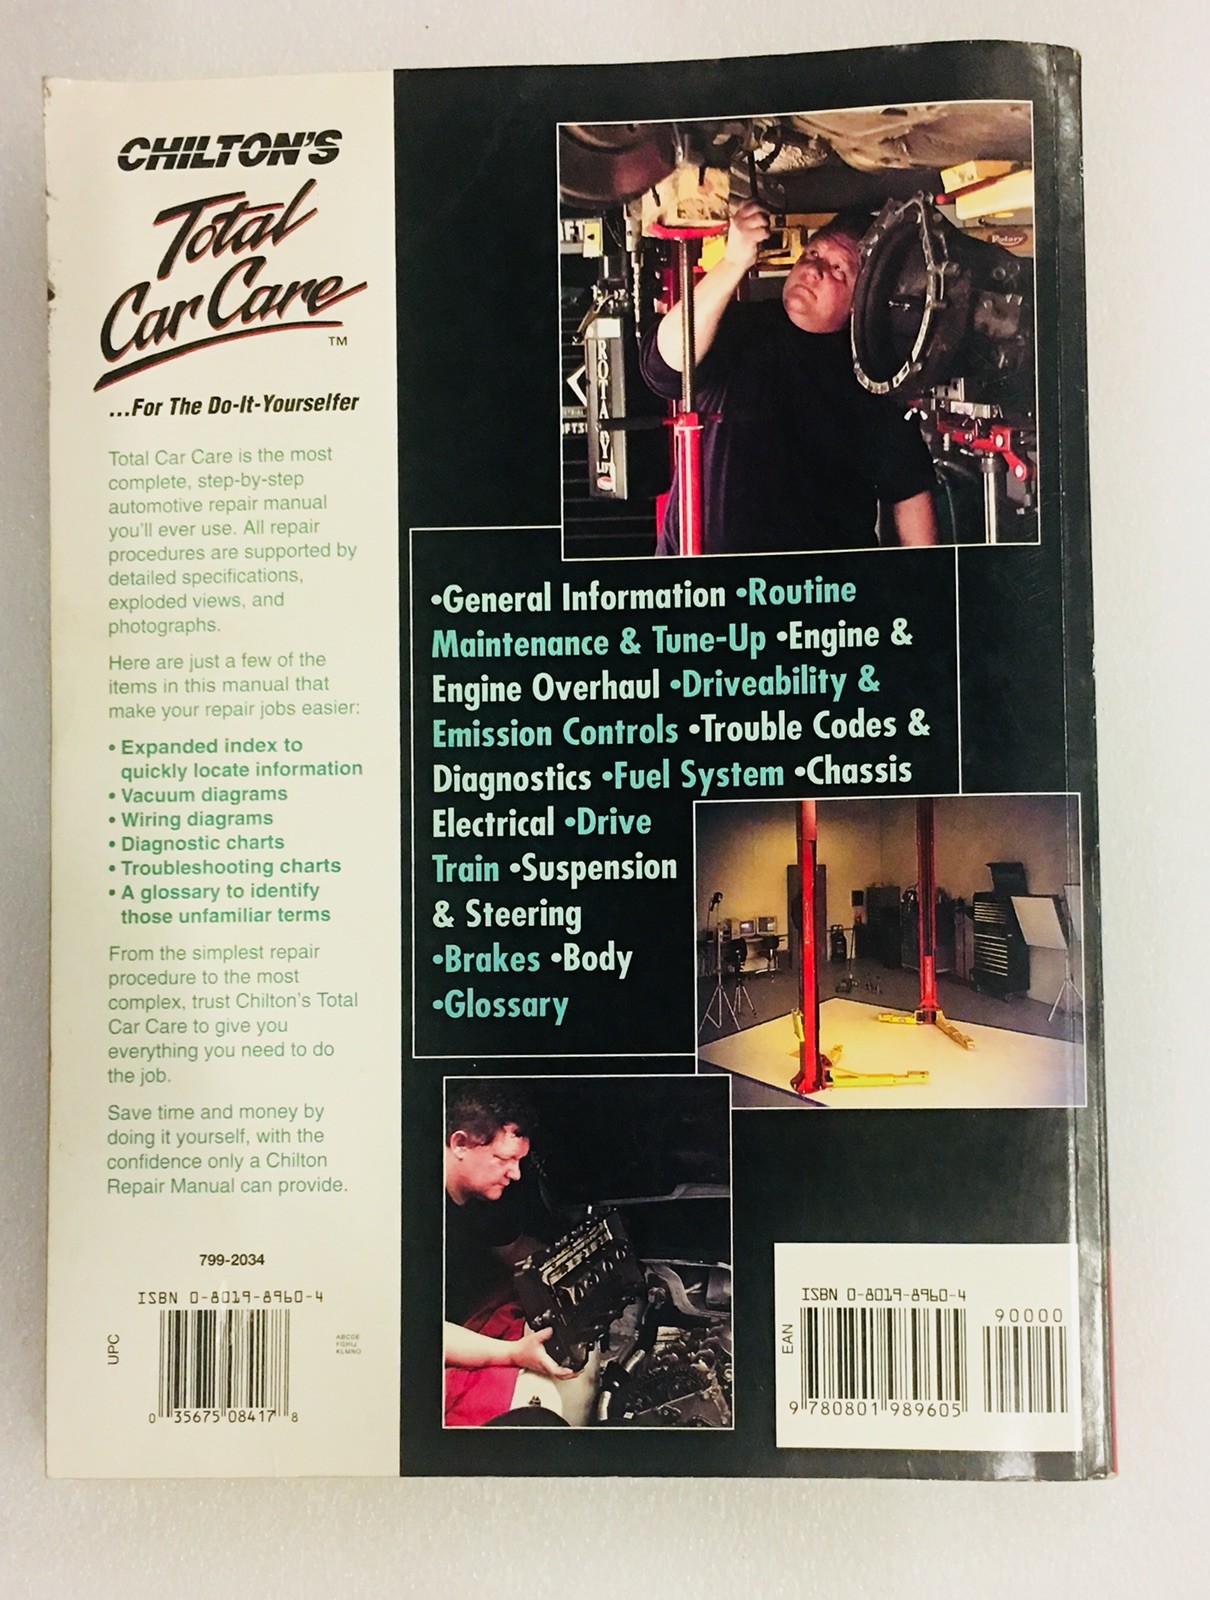 CHILTON'S
Total
Car Care
TM
...For The Do-It-Yourselfer
Total Car Care is the most
complete, step-by-step
automotive repair manual
you'll ever use. All repair
procedures are supported by
detailed specifications,
exploded views, and
photographs.
Here are just a few of the
items in this manual that
make your repair jobs easier:
• Expanded index to
quickly locate information
• Vacuum diagrams
• Wiring diagrams
• Diagnostic charts
• Troubleshooting charts
• A glossary to identify
those unfamiliar terms
From the simplest repair
procedure to the most
complex, trust Chilton's Total
Car Care to give you
everything you need to do
the job.
Save time and money by
doing it yourself, with the
confidence only a Chilton
Repair Manual can provide.
799-2034
ISBN 0-8019-8960-4
UPC
ABCDE
FGHIJ
KLMNO
0 35675 08417 8
Rotary
ROTARY
LIFT
•General Information •Routine
Maintenance & Tune-Up •Engine &
Engine Overhaul •Driveability &
Emission Controls •Trouble Codes &
Diagnostics •Fuel System •Chassis
Electrical •Drive
Train •Suspension
& Steering
•Brakes •Body
•Glossary
ISBN 0-8019-8960-4
90000
EAN
9 780801 989605